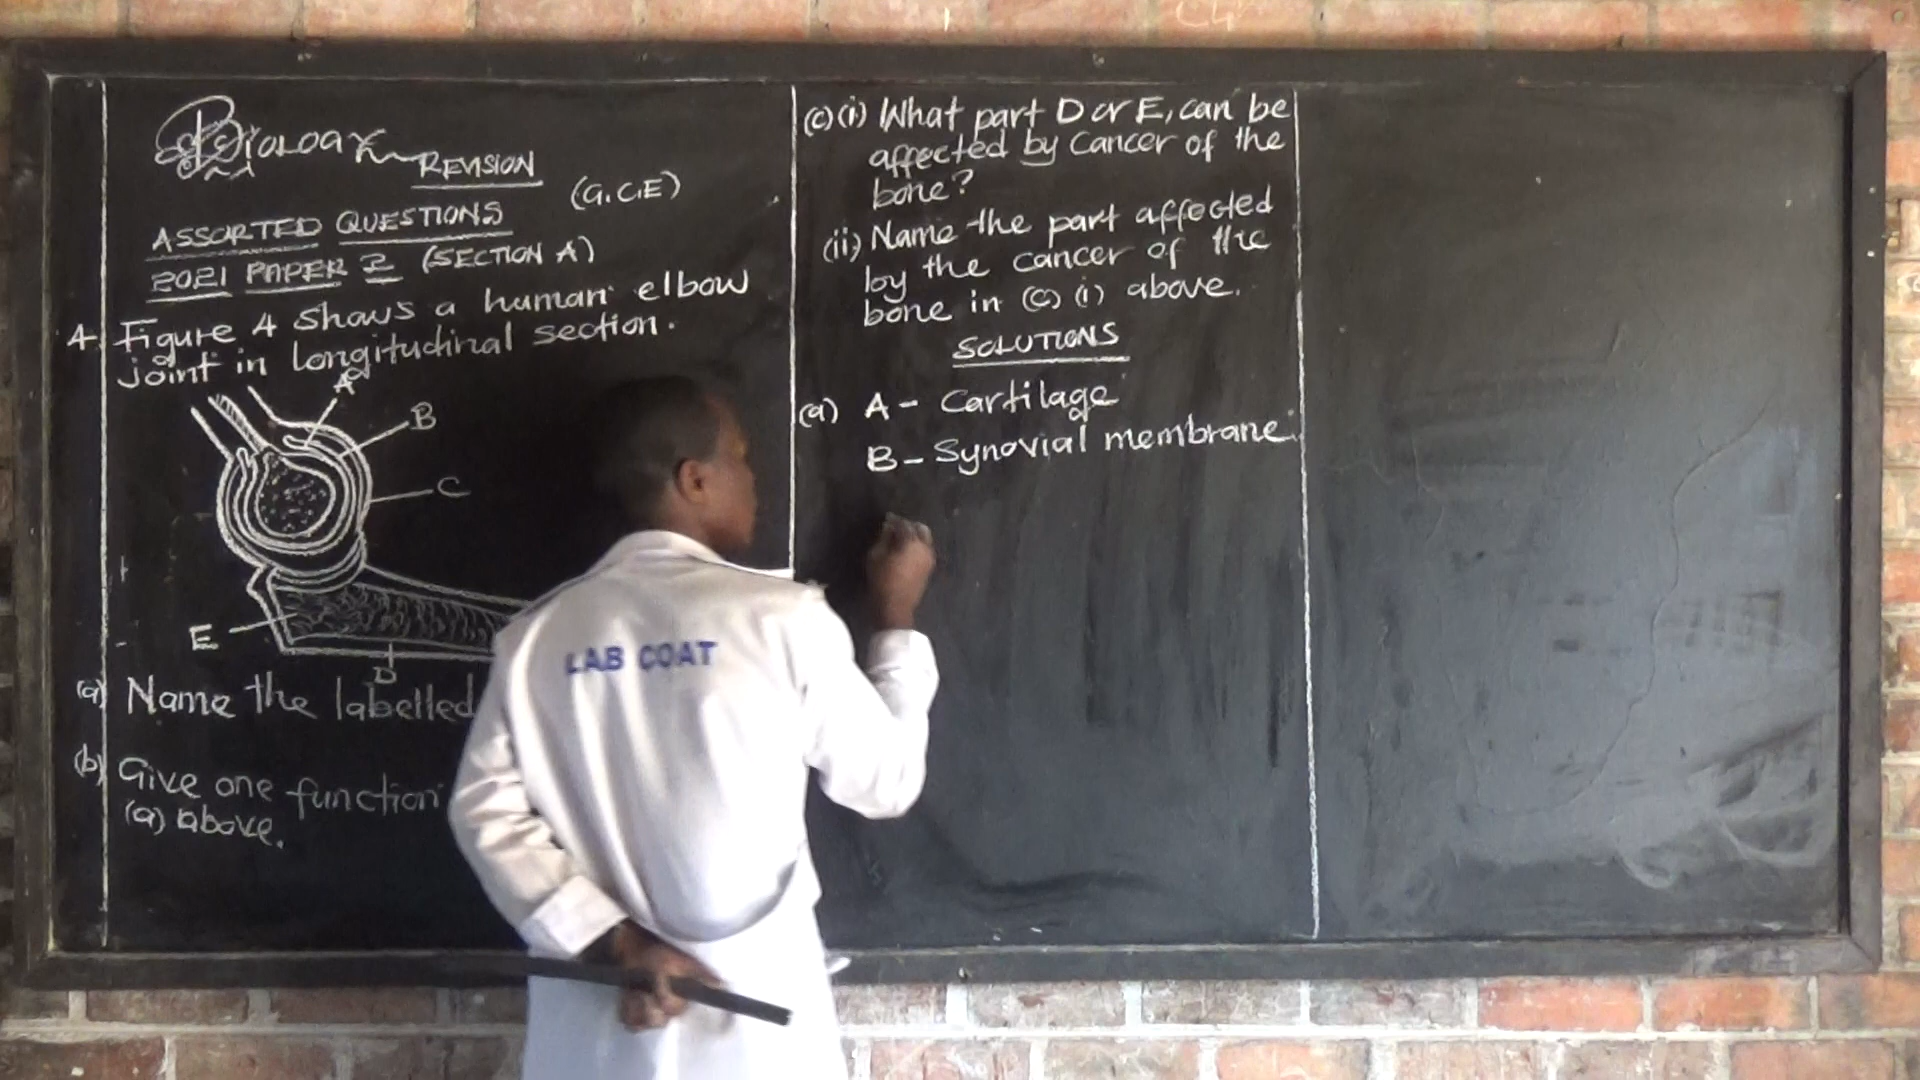 BIOLOGY
REVISION
(G.C.E)
ASSORTED QUESTIONS
2021 PAPER 2 (SECTION A)
4. Figure 4 shows a human elbow
joint in longitudinal section.
A
B
C
E
D
(a) Name the labelled
(b) Give one function
(a) above.
(c) (i) What part D or E, can be
affected by cancer of the
bone?
(ii) Name the part affected
by the cancer of the
bone in (c) (i) above.
SOLUTIONS
(a) A - Cartilage
B - Synovial membrane.
LAB COAT